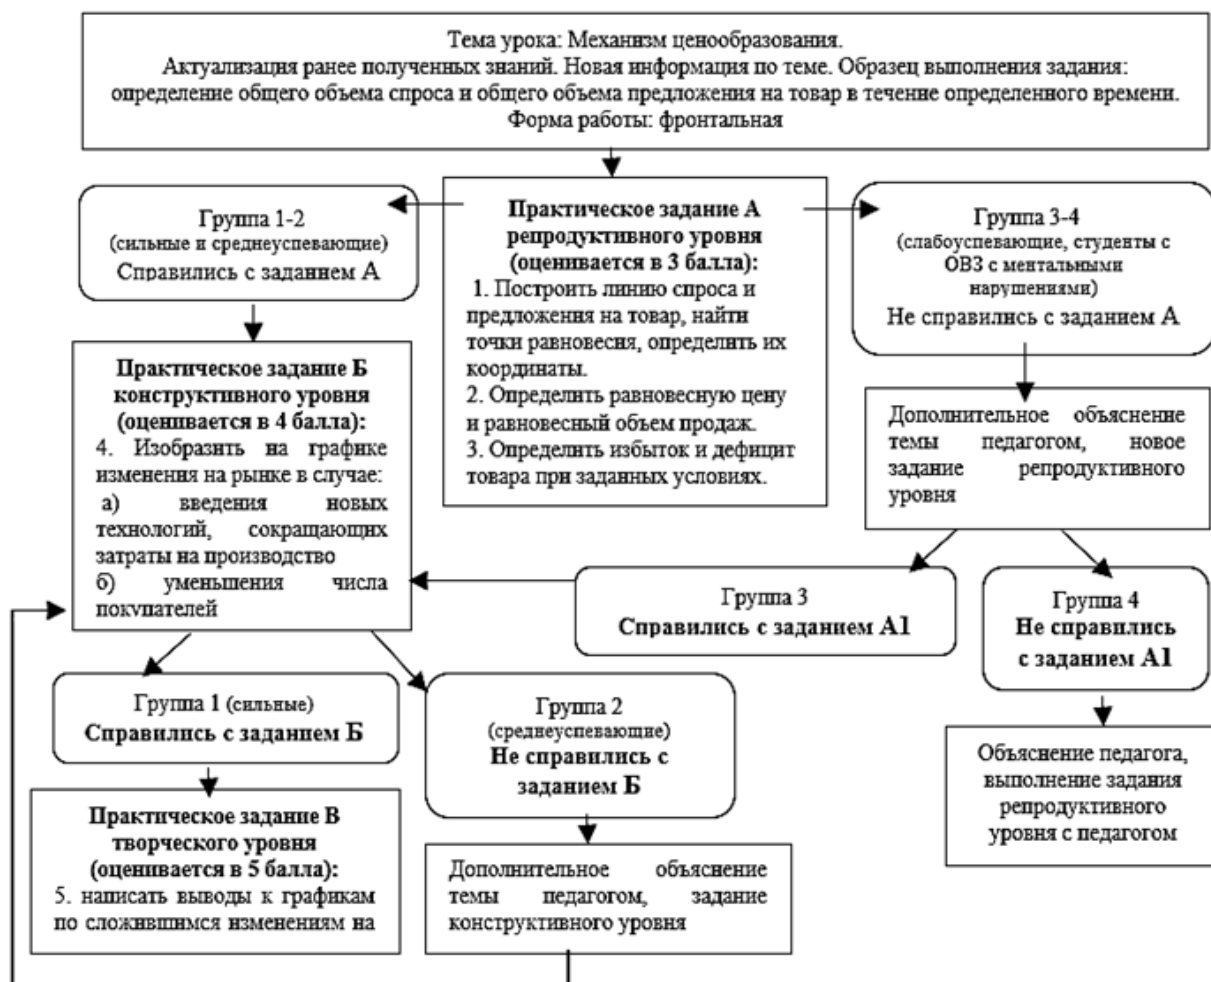 Тема урока: Механизм ценообразования.
Актуализация ранее полученных знаний. Новая информация по теме. Образец выполнения задания:
определение общего объема спроса и общего объема предложения на товар в течение определенного времени.
Форма работы: фронтальная
Группа 1-2
(сильные и среднеуспевающие)
Справились с заданием А
Практическое задание А
репродуктивного уровня
(оценивается в 3 балла):
1. Построить линию спроса и
предложения на товар, найти
точки равновесия, определить их
координаты.
2. Определить равновесную цену
и равновесный объем продаж.
3. Определить избыток и дефицит
товара при заданных условиях.
Группа 3-4
(слабоуспевающие, студенты с
ОВЗ с ментальными
нарушениями)
Не справились с заданием А
Практическое задание Б
конструктивного уровня
(оценивается в 4 балла):
4. Изобразить на графике
изменения на рынке в случае:
а) введения новых
технологий, сокращающих
затраты на производство
б) уменьшения числа
покупателей
Дополнительное объяснение
темы педагогом, новое
задание репродуктивного
уровня
Группа 3
Справились с заданием А1
Группа 4
Не справились
с заданием А1
Группа 1 (сильные)
Справились с заданием Б
Группа 2
(среднеуспевающие)
Не справились с
заданием Б
Объяснение педагога,
выполнение задания
репродуктивного
уровня с педагогом
Практическое задание В
творческого уровня
(оценивается в 5 балла):
5. написать выводы к графикам
по сложившимся изменениям на
Дополнительное объяснение
темы педагогом, задание
конструктивного уровня